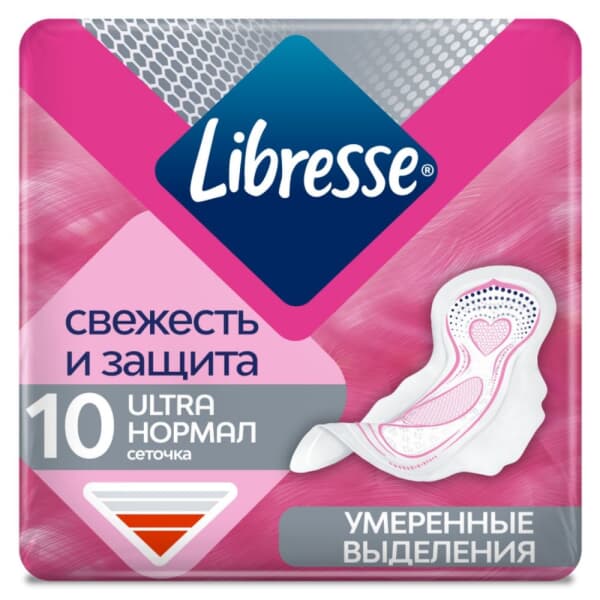 Libresse®
свежесть
и защита
10
ULTRA
НОРМАЛ
сеточка
УМЕРЕННЫЕ
ВЫДЕЛЕНИЯ